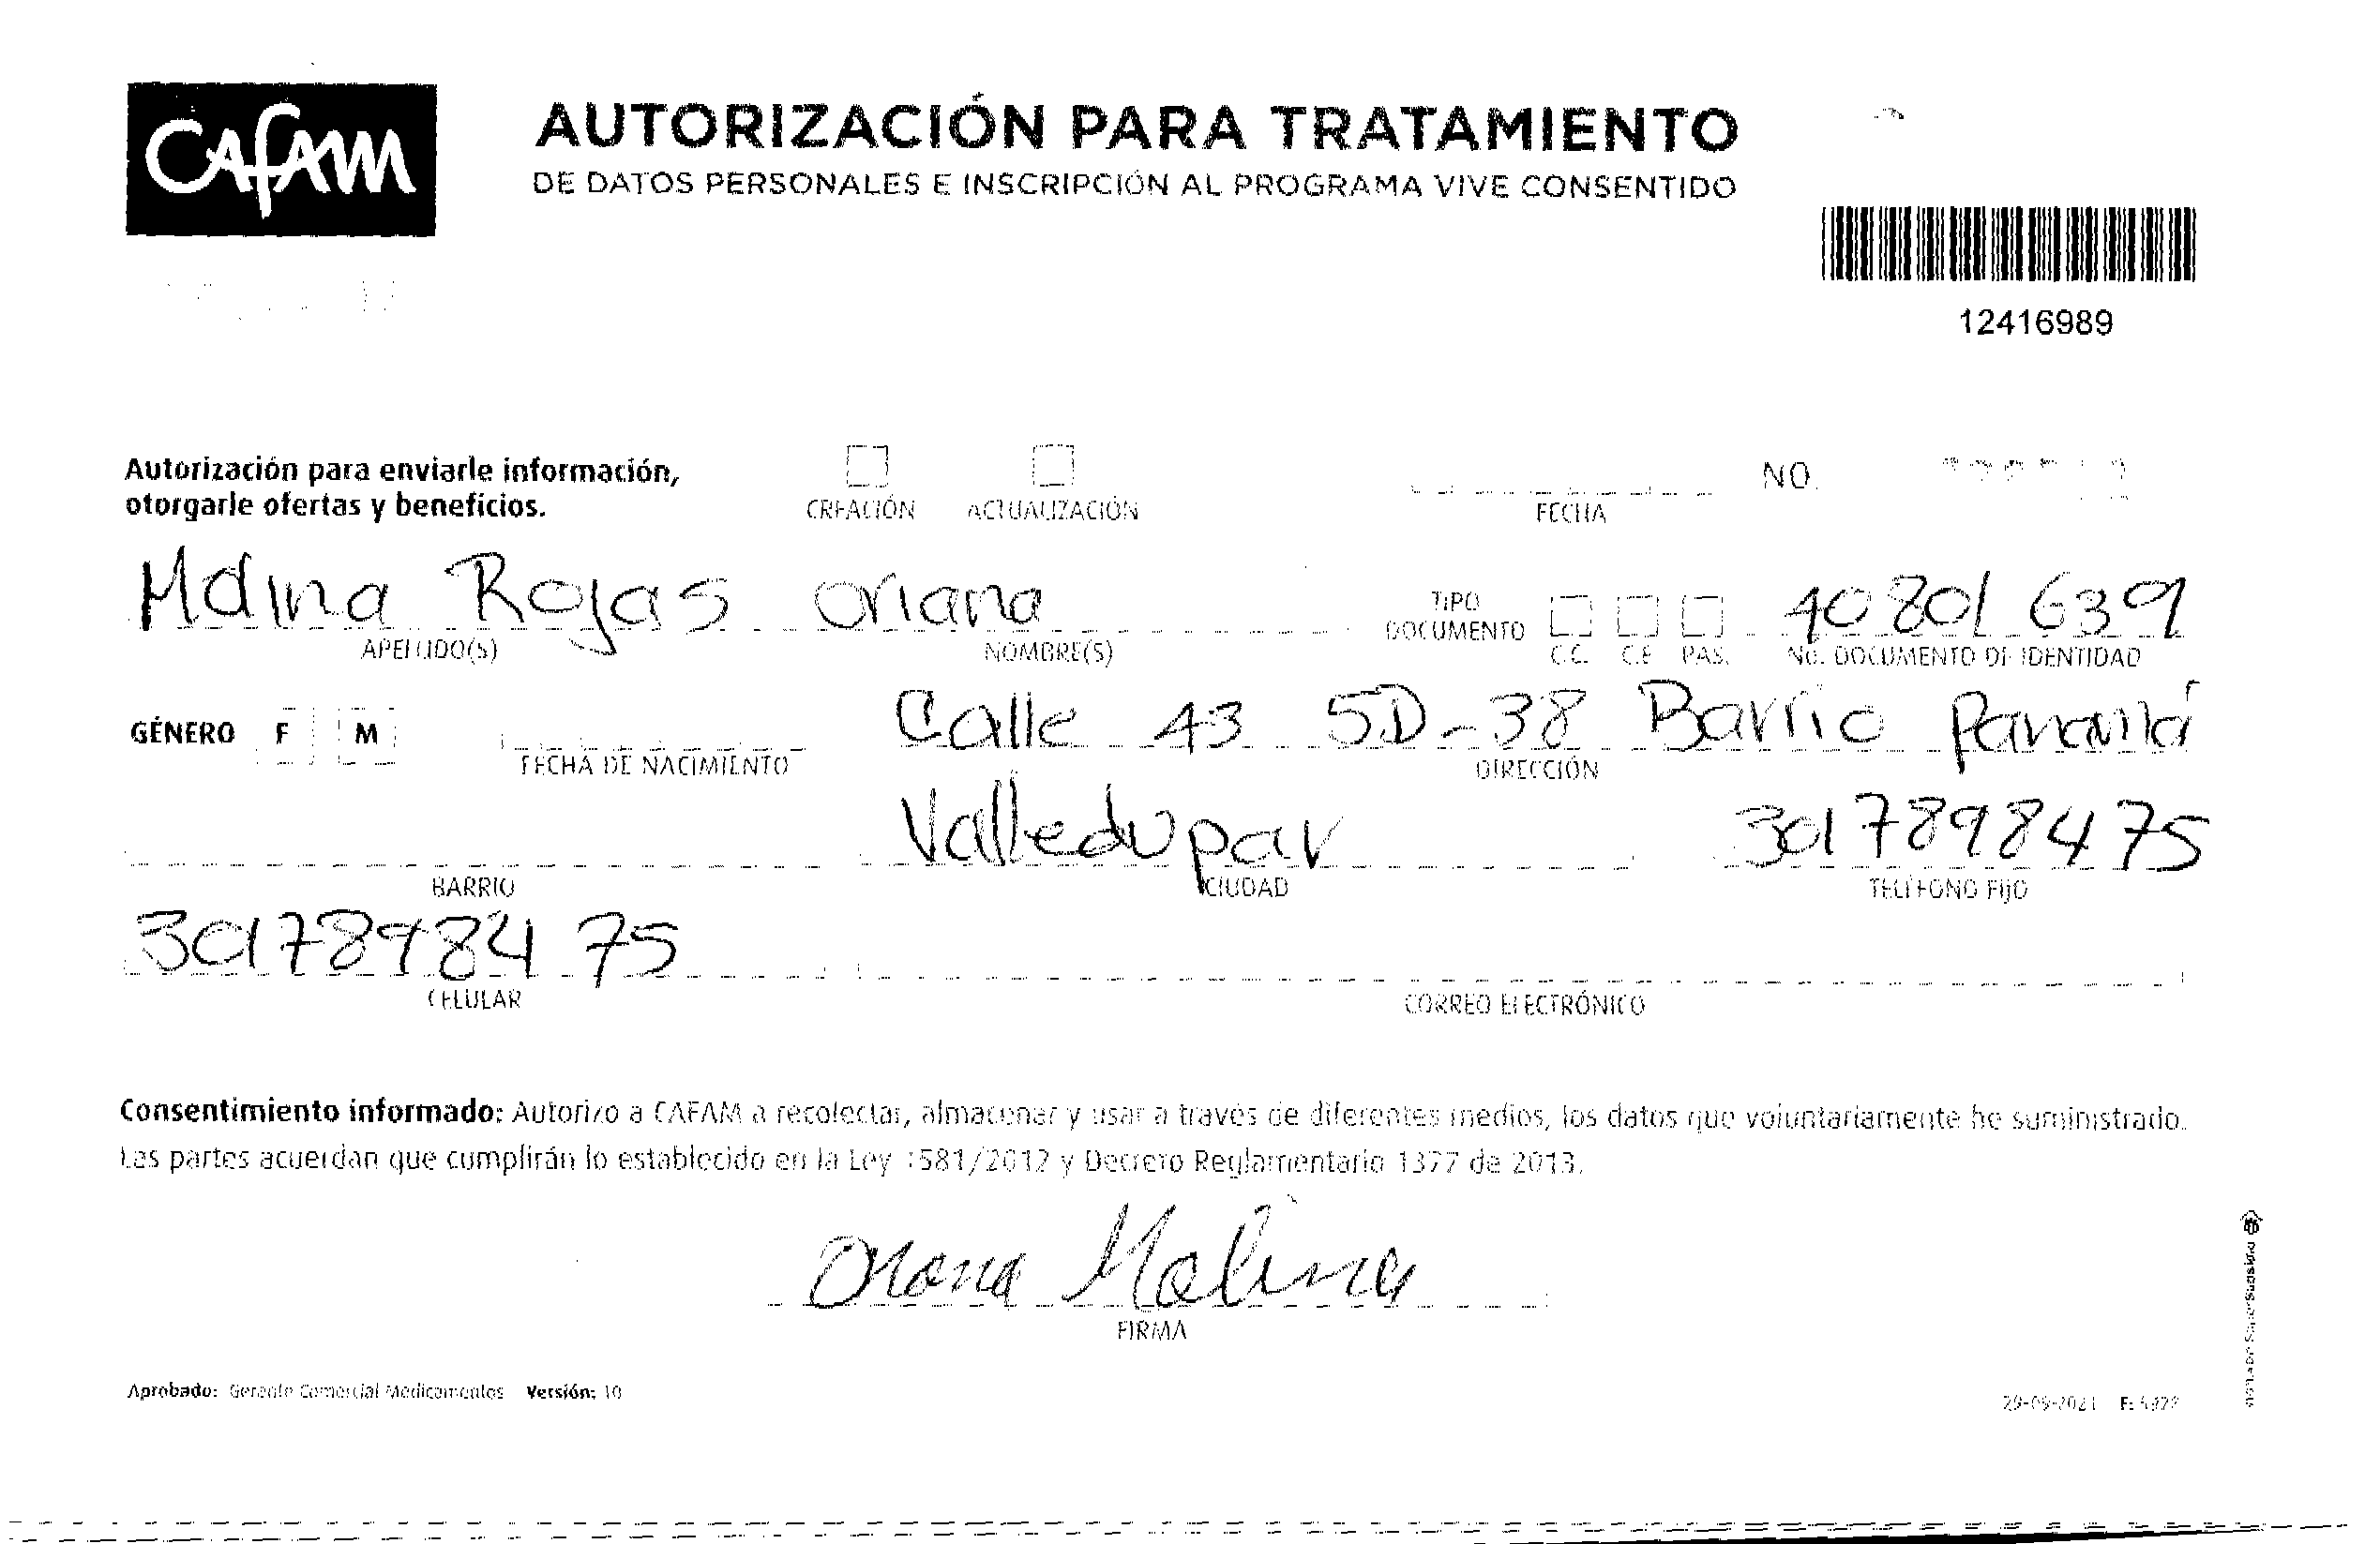 CAFAM
AUTORIZACIÓN PARA TRATAMIENTO
DE DATOS PERSONALES E INSCRIPCIÓN AL PROGRAMA VIVE CONSENTIDO
12416989
Autorización para enviarle información,
otorgarle ofertas y beneficios.
CREACIÓN ACTUALIZACIÓN
FECHA
NO.
Molina Rojas Oriana
TIPO DOCUMENTO
40801639
APELLIDO(S) NOMBRE(S) C.C. C.E PAS. No. DOCUMENTO DE IDENTIDAD
GÉNERO F M
Calle 43 5D-38 Barrio Panamá
FECHA DE NACIMIENTO DIRECCIÓN
Valledupar 3017898475
BARRIO CIUDAD TELÉFONO FIJO
3017898475
CELULAR CORREO ELECTRÓNICO
Consentimiento informado: Autorizo a CAFAM a recolectar, almacenar y usar a través de diferentes medios, los datos que voluntariamente he suministrado.
Las partes acuerdan que cumplirán lo establecido en la Ley 1581/2012 y Decreto Reglamentario 1377 de 2013.
Oriana Molina
FIRMA
Aprobado: Gerente Comercial Medicamentos Versión: 10
29-09-2021 F: